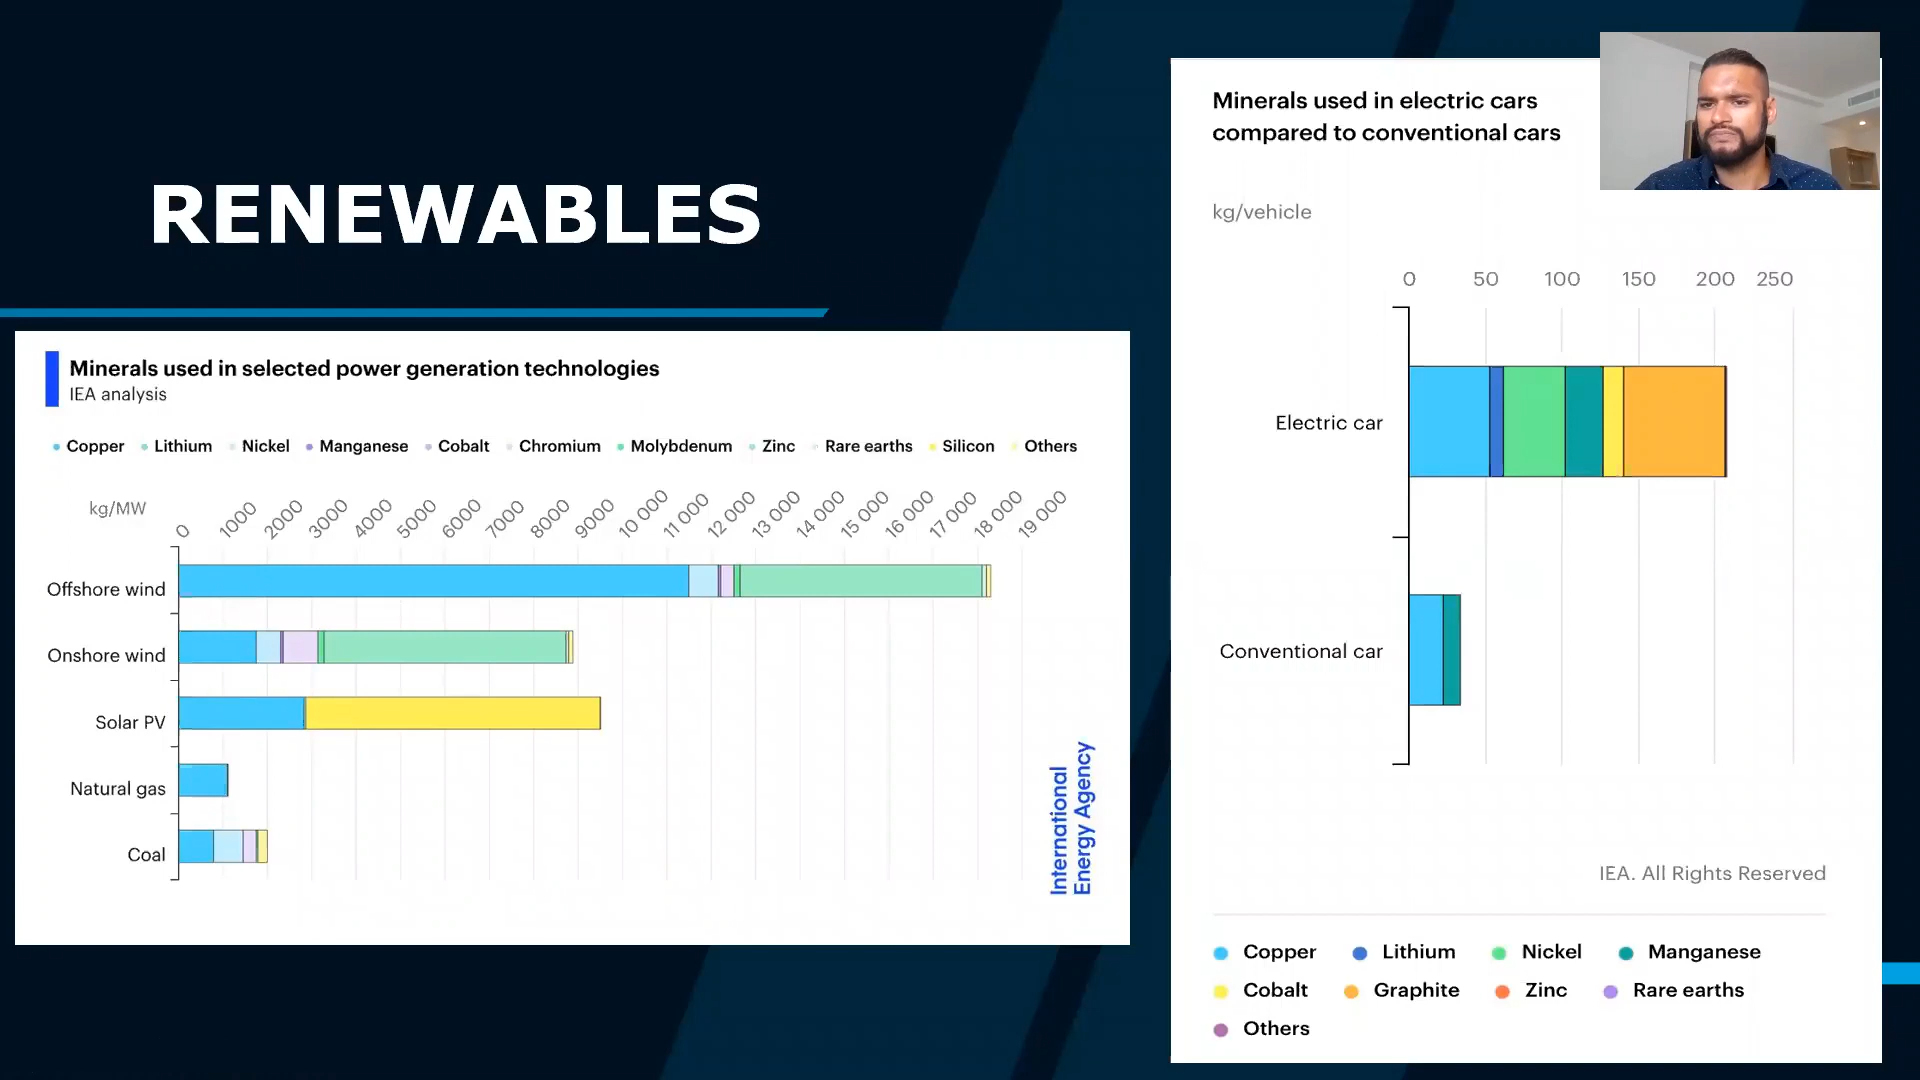 RENEWABLES
Minerals used in selected power generation technologies
IEA analysis
Copper Lithium Nickel Manganese Cobalt Chromium Molybdenum Zinc Rare earths Silicon Others
kg/MW
0 1000 2000 3000 4000 5000 6000 7000 8000 9000 10 000 11 000 12 000 13 000 14 000 15 000 16 000 17 000 18 000 19 000
Offshore wind
Onshore wind
Solar PV
Natural gas
Coal
International
Energy Agency
Minerals used in electric cars
compared to conventional cars
kg/vehicle
0 50 100 150 200 250
Electric car
Conventional car
IEA. All Rights Reserved
Copper Lithium Nickel Manganese
Cobalt Graphite Zinc Rare earths
Others